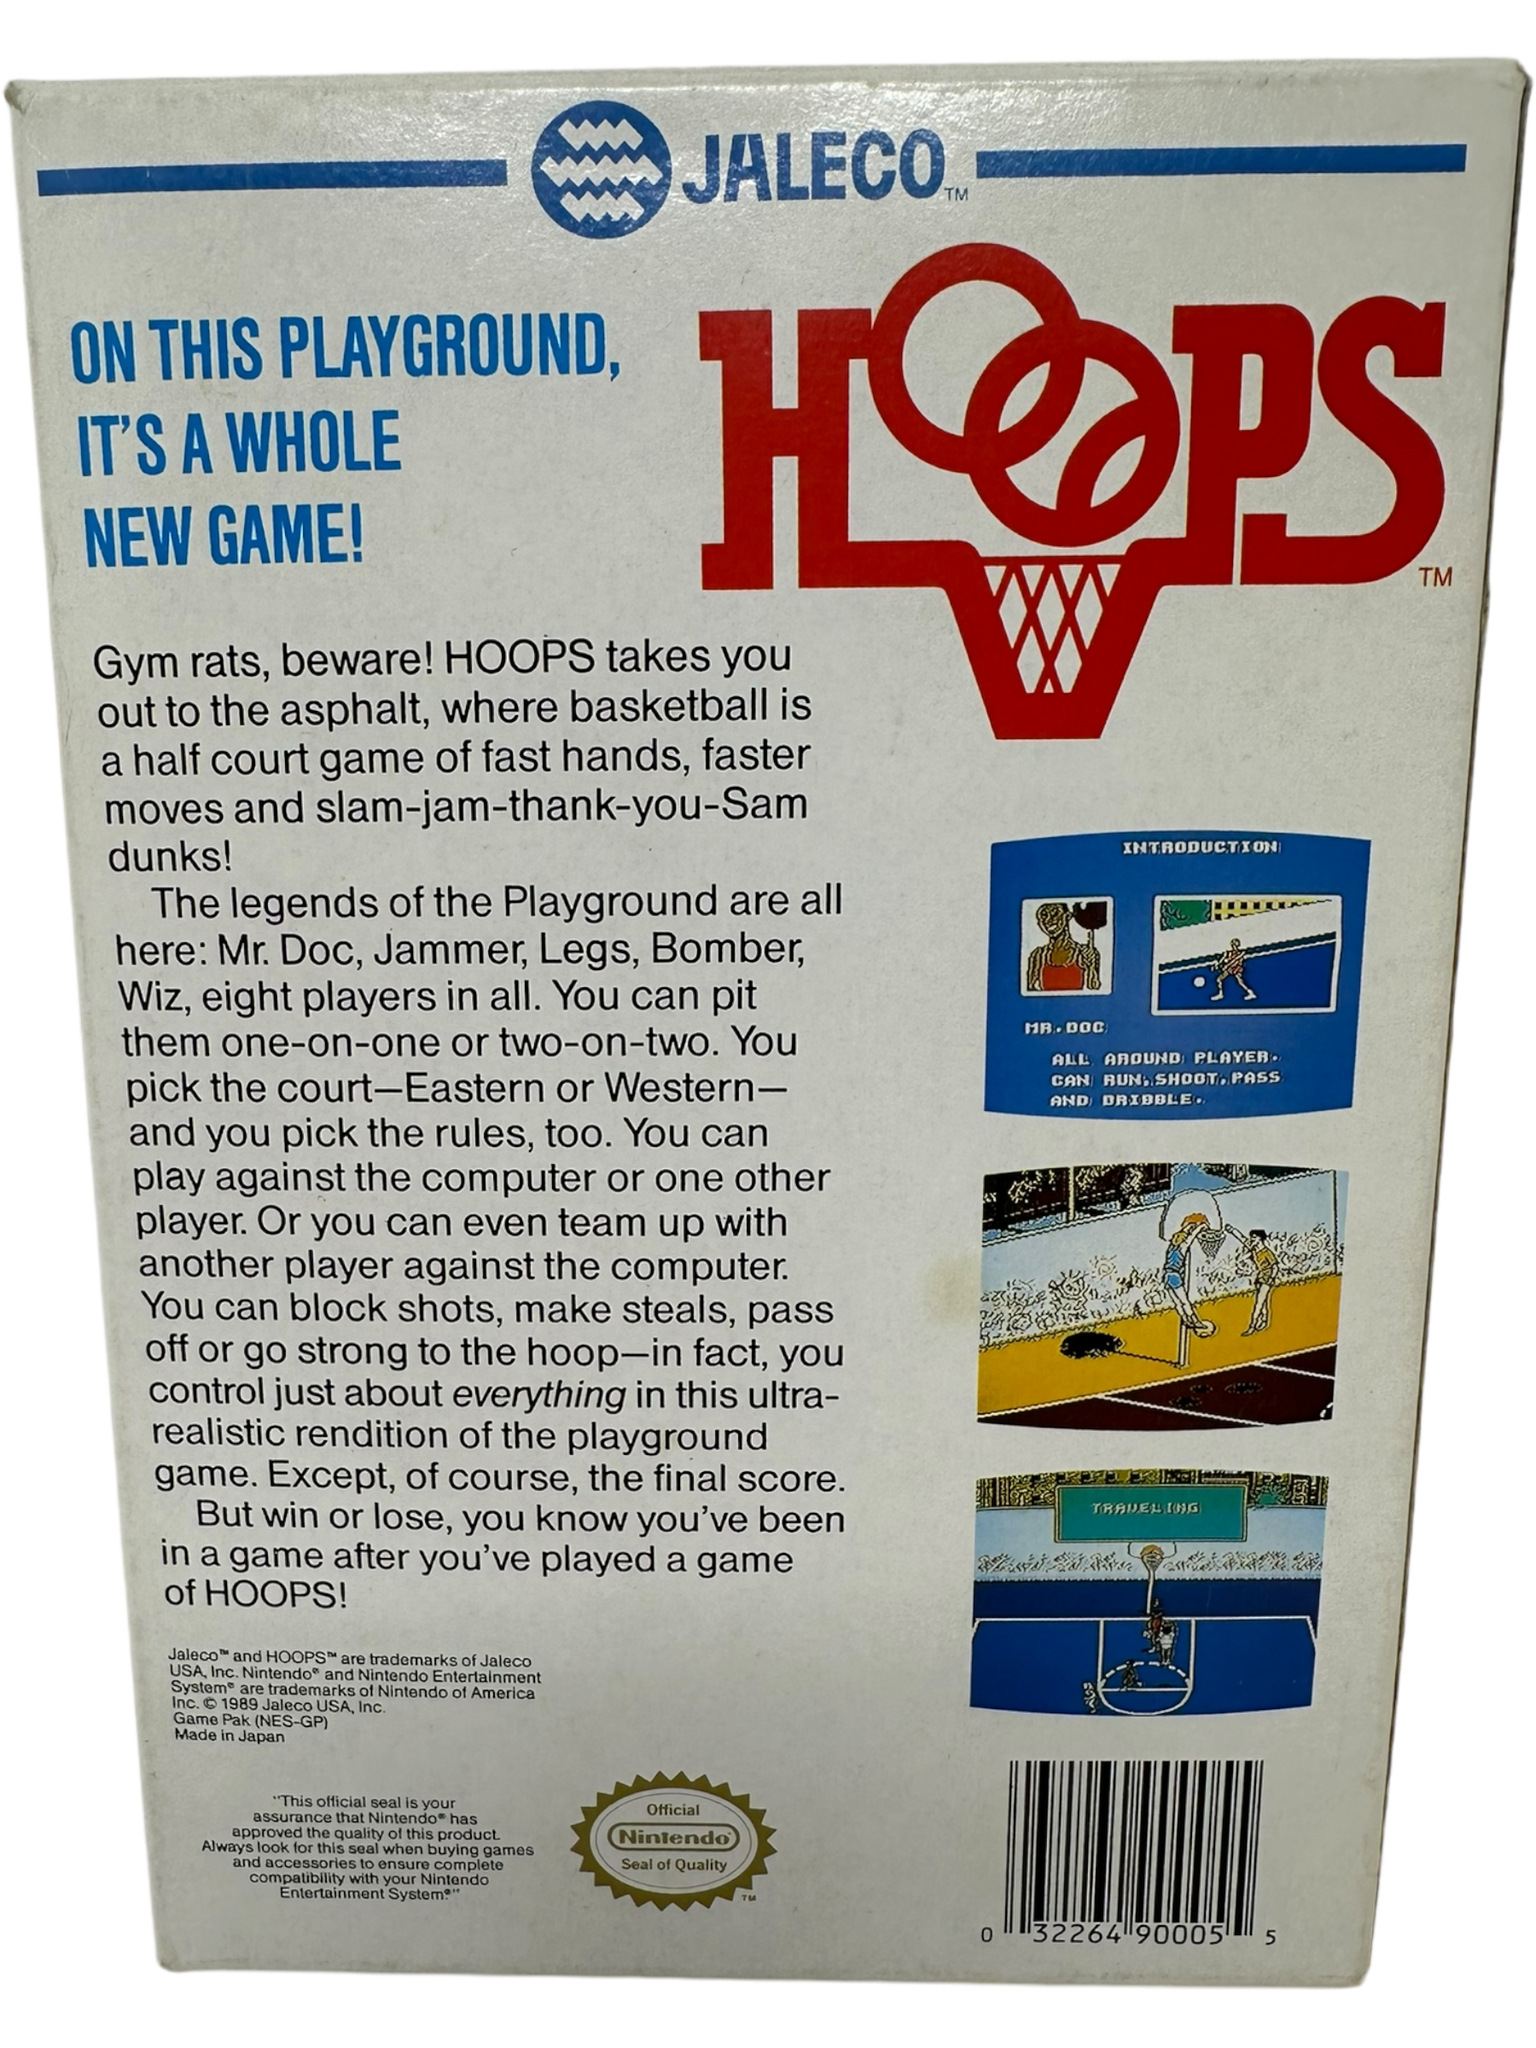 JALECO™
HOOPS™
ON THIS PLAYGROUND,
IT'S A WHOLE
NEW GAME!
Gym rats, beware! HOOPS takes you
out to the asphalt, where basketball is
a half court game of fast hands, faster
moves and slam-jam-thank-you-Sam
dunks!
The legends of the Playground are all
here: Mr. Doc, Jammer, Legs, Bomber,
Wiz, eight players in all. You can pit
them one-on-one or two-on-two. You
pick the court—Eastern or Western—
and you pick the rules, too. You can
play against the computer or one other
player. Or you can even team up with
another player against the computer.
You can block shots, make steals, pass
off or go strong to the hoop—in fact, you
control just about everything in this ultra-
realistic rendition of the playground
game. Except, of course, the final score.
But win or lose, you know you've been
in a game after you've played a game
of HOOPS!
INTRODUCTION
MR. DOC
ALL AROUND PLAYER.
CAN RUN, SHOOT, PASS
AND DRIBBLE.
TRAVELING
Jaleco™ and HOOPS™ are trademarks of Jaleco
USA, Inc. Nintendo® and Nintendo Entertainment
System® are trademarks of Nintendo of America
Inc. © 1989 Jaleco USA, Inc.
Game Pak (NES-GP)
Made in Japan
"This official seal is your
assurance that Nintendo® has
approved the quality of this product.
Always look for this seal when buying games
and accessories to ensure complete
compatibility with your Nintendo
Entertainment System®"
Official
Nintendo®
Seal of Quality
TM
0 32264 90005 5